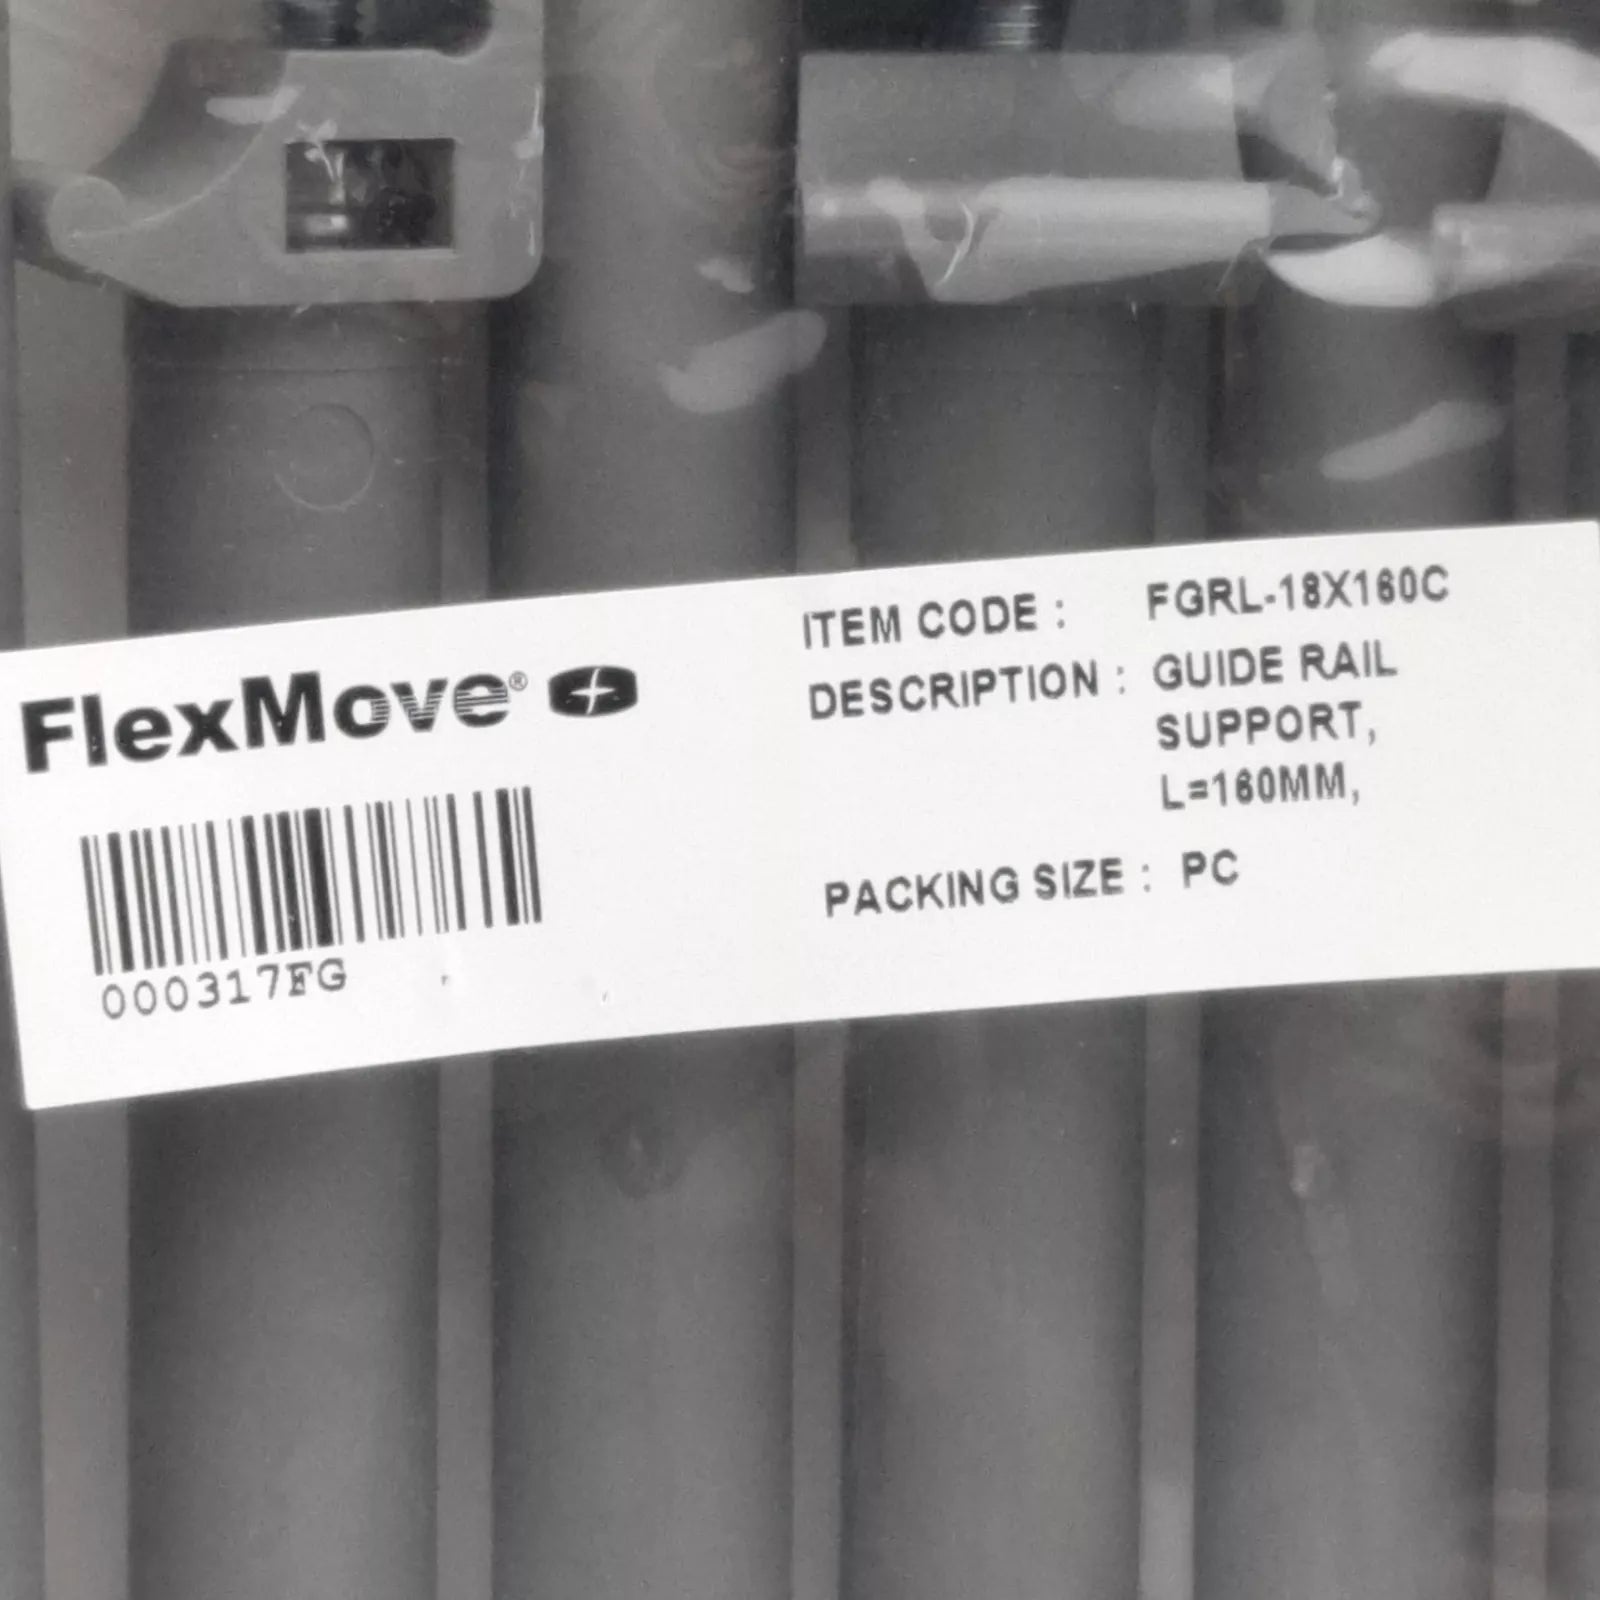 FlexMove®
000317FG
ITEM CODE : FGRL-18X160C
DESCRIPTION : GUIDE RAIL
SUPPORT,
L=160MM,
PACKING SIZE : PC